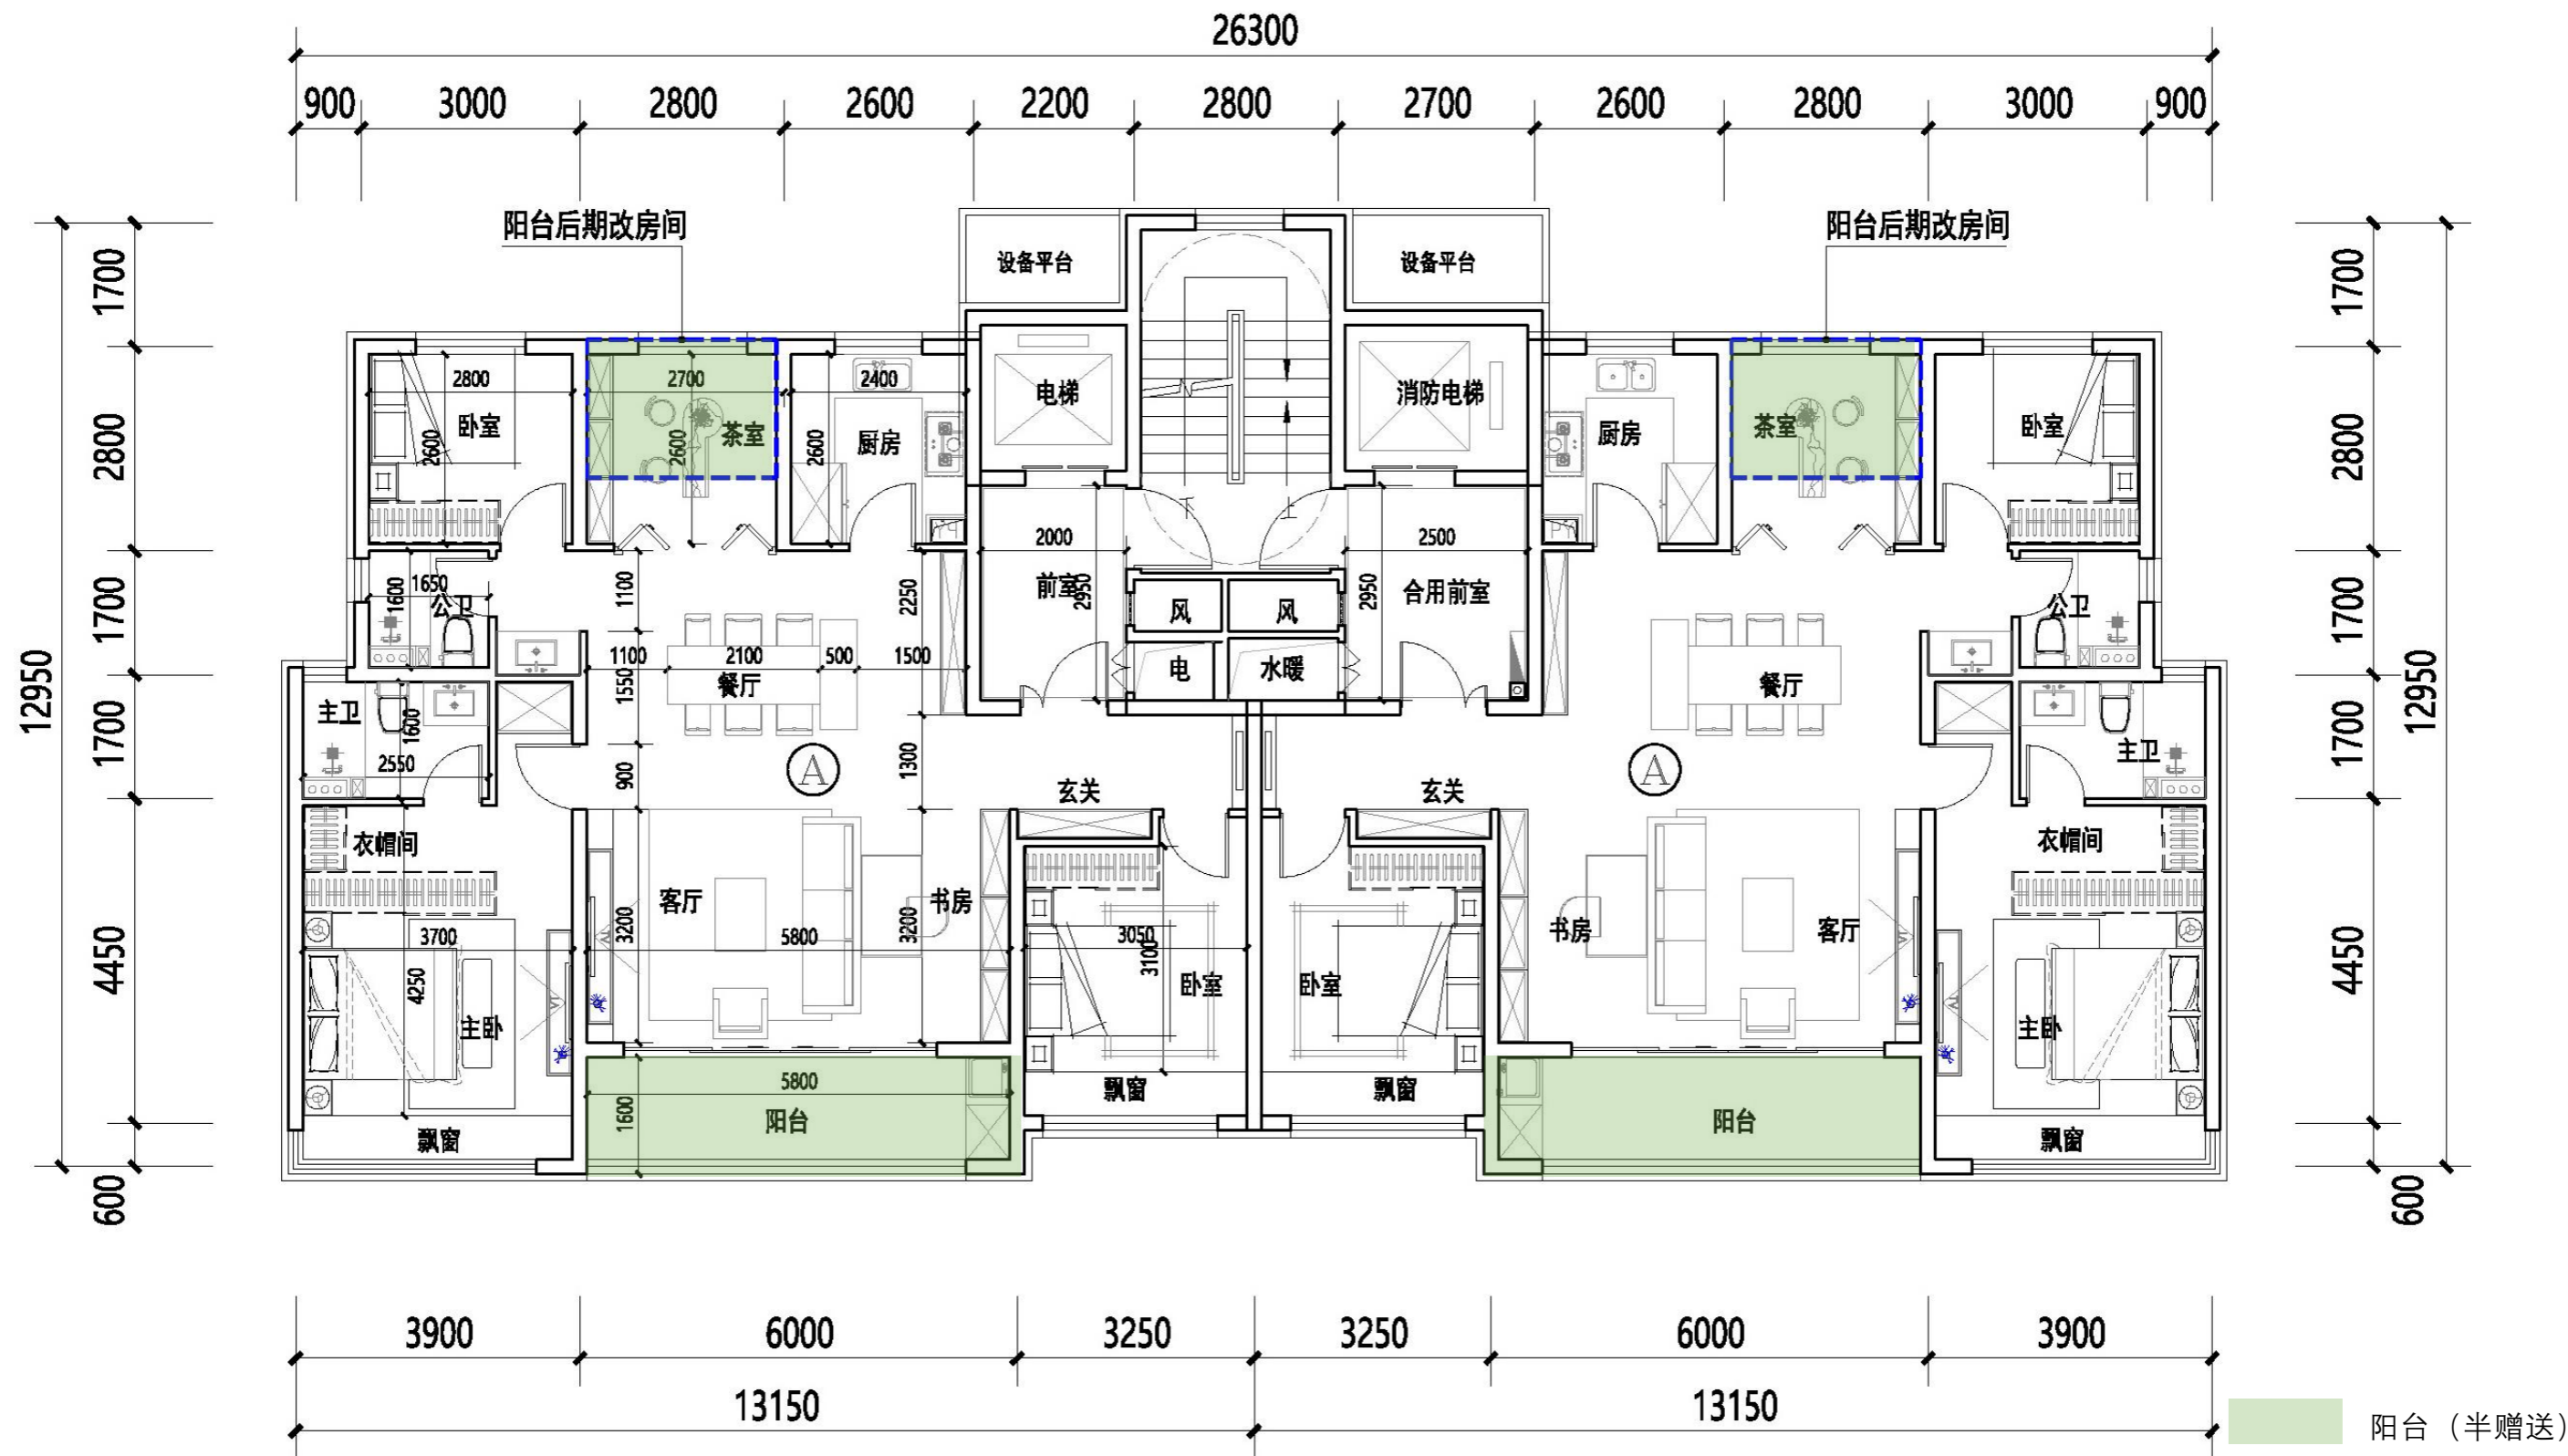 26300
900 3000 2800 2600 2200 2800 2700 2600 2800 3000 900
阳台后期改房间 阳台后期改房间
设备平台 设备平台
1700 1700
2800 2700 2400 电梯 消防电梯
卧室 茶室 厨房 厨房 茶室 卧室
2800 2600 2600 2600 2800
下 上
2000 2500
1650 1600 公卫 1100 2250 前室 2950 风 风 2950 合用前室 公卫
1700 1700
1100 2100 500 1500 电 水暖
12950 餐厅 餐厅 12950
主卫 1600 1550
1700 2550 900 A 1300 A 主卫 1700
玄关 玄关
衣帽间 衣帽间
客厅 书房 书房 客厅
3700 3200 5800 3200 3050
4450 4250 TV TV 3100 TV TV 4450
主卧 卧室 卧室 主卧
5800 飘窗 飘窗
1600 阳台 阳台
飘窗 飘窗
600 600
3900 6000 3250 3250 6000 3900
13150 13150
阳台（半赠送）